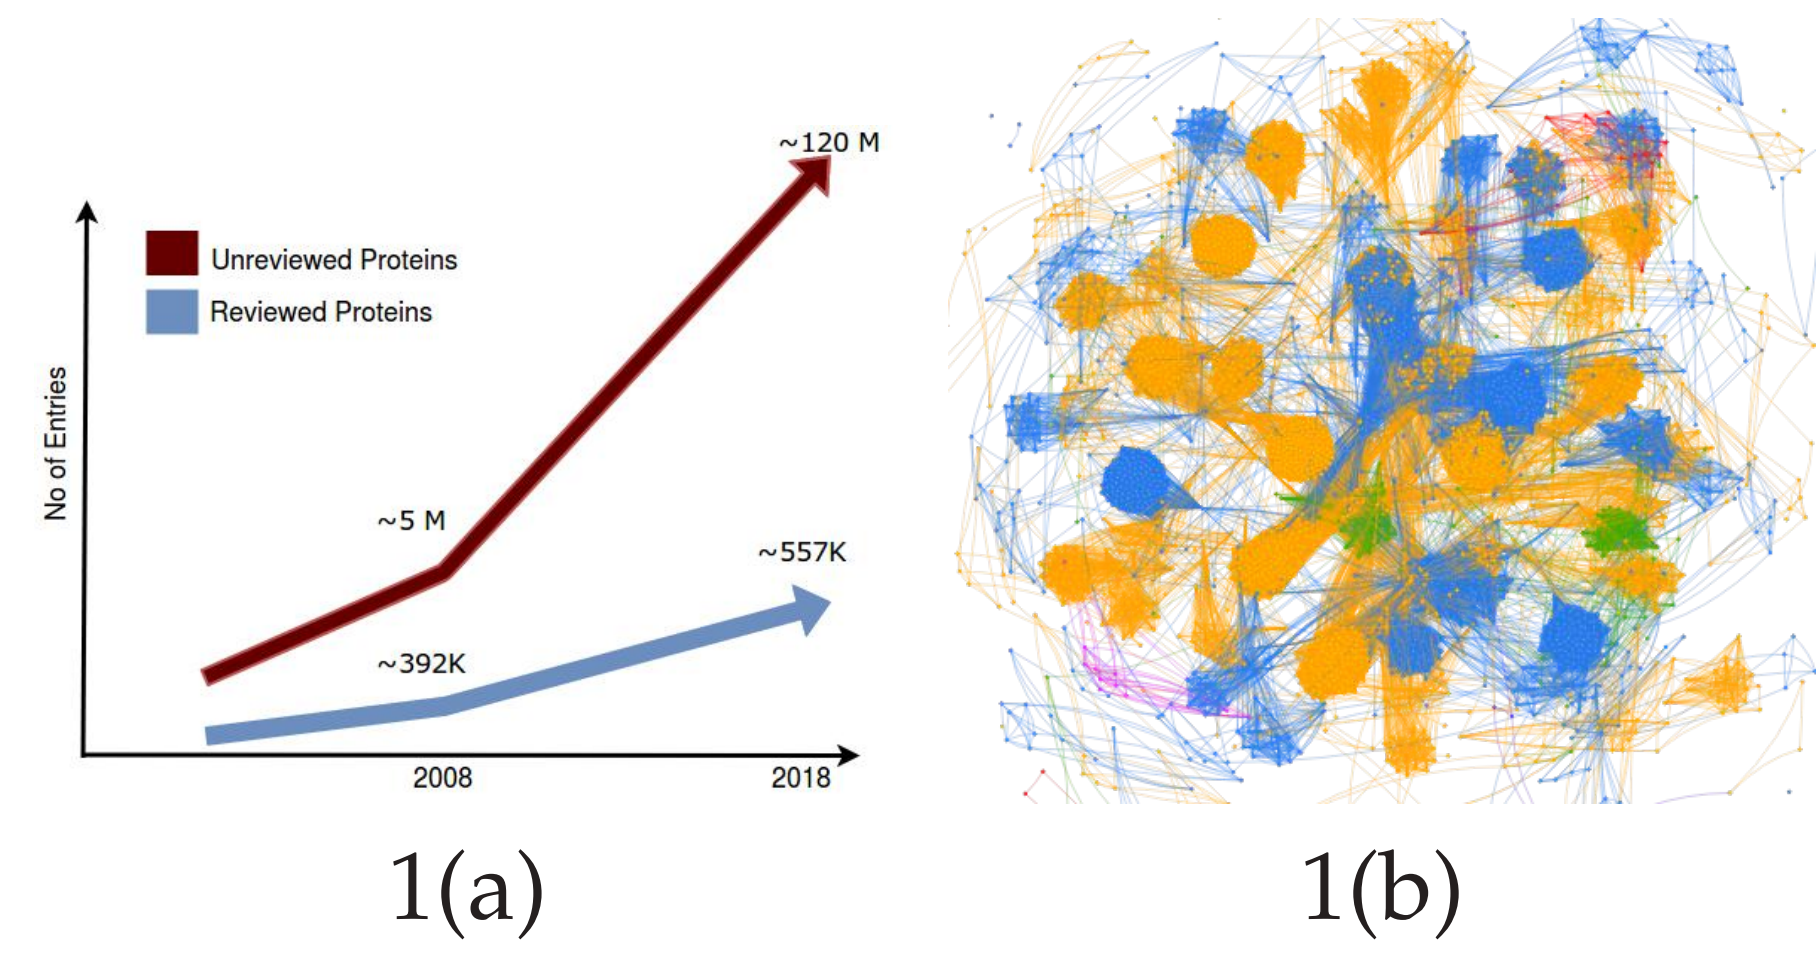 ~120 M
Unreviewed Proteins
Reviewed Proteins
No of Entries
~5 M
~557K
~392K
2008
2018
1(a)
1(b)